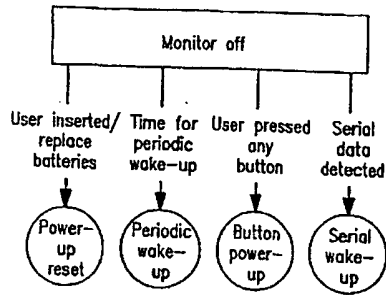 Monitor off
User inserted/
replace
batteries
Time for
periodic
wake-up
User pressed
any
button
Serial
data
detected
Power-
up
reset
Periodic
wake-
up
Button
power-
up
Serial
wake-
up